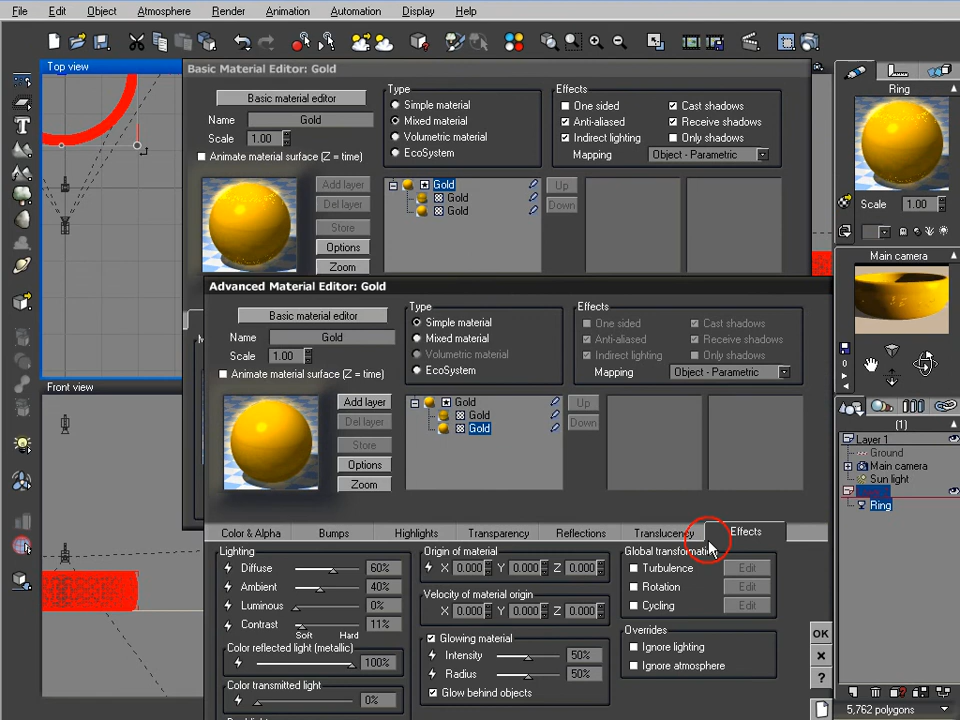 File Edit Object Atmosphere Render Animation Automation Display Help
Top view
Basic Material Editor: Gold
Basic material editor
Name Gold
Scale 1.00
Animate material surface (Z = time)
Type
Simple material
Mixed material
Volumetric material
EcoSystem
Effects
One sided Cast shadows
Anti-aliased Receive shadows
Indirect lighting Only shadows
Mapping Object - Parametric
Add layer
Del layer
Store
Options
Zoom
Gold
Gold
Gold
Up
Down
Ring
Scale 1.00
Main camera
Advanced Material Editor: Gold
Basic material editor
Name Gold
Scale 1.00
Animate material surface (Z = time)
Type
Simple material
Mixed material
Volumetric material
EcoSystem
Effects
One sided Cast shadows
Anti-aliased Receive shadows
Indirect lighting Only shadows
Mapping Object - Parametric
Add layer
Del layer
Store
Options
Zoom
Gold
Gold
Gold
Up
Down
Front view
0
(1)
Layer 1
Ground
Main camera
Sun light
Ring
Color & Alpha Bumps Highlights Transparency Reflections Translucency Effects
Lighting
Diffuse 60%
Ambient 40%
Luminous 0%
Contrast 11%
Soft Hard
Color reflected light (metallic)
100%
Color transmitted light
0%
Origin of material
X 0.000 Y 0.000 Z 0.000
Velocity of material origin
X 0.000 Y 0.000 Z 0.000
Glowing material
Intensity 50%
Radius 50%
Glow behind objects
Global transformation
Turbulence Edit
Rotation Edit
Cycling Edit
Overrides
Ignore lighting
Ignore atmosphere
OK
?
5,762 polygons